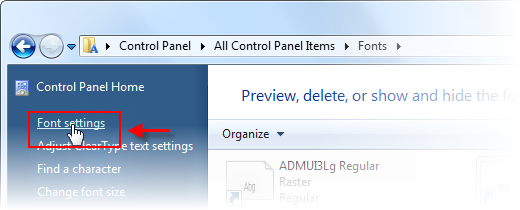 Control Panel ▸ All Control Panel Items ▸ Fonts ▸
Control Panel Home
Font settings
Adjust ClearType text settings
Find a character
Change font size
Preview, delete, or show and hide the fo
Organize
ADMUI3Lg Regular
Raster
Regular
Abg